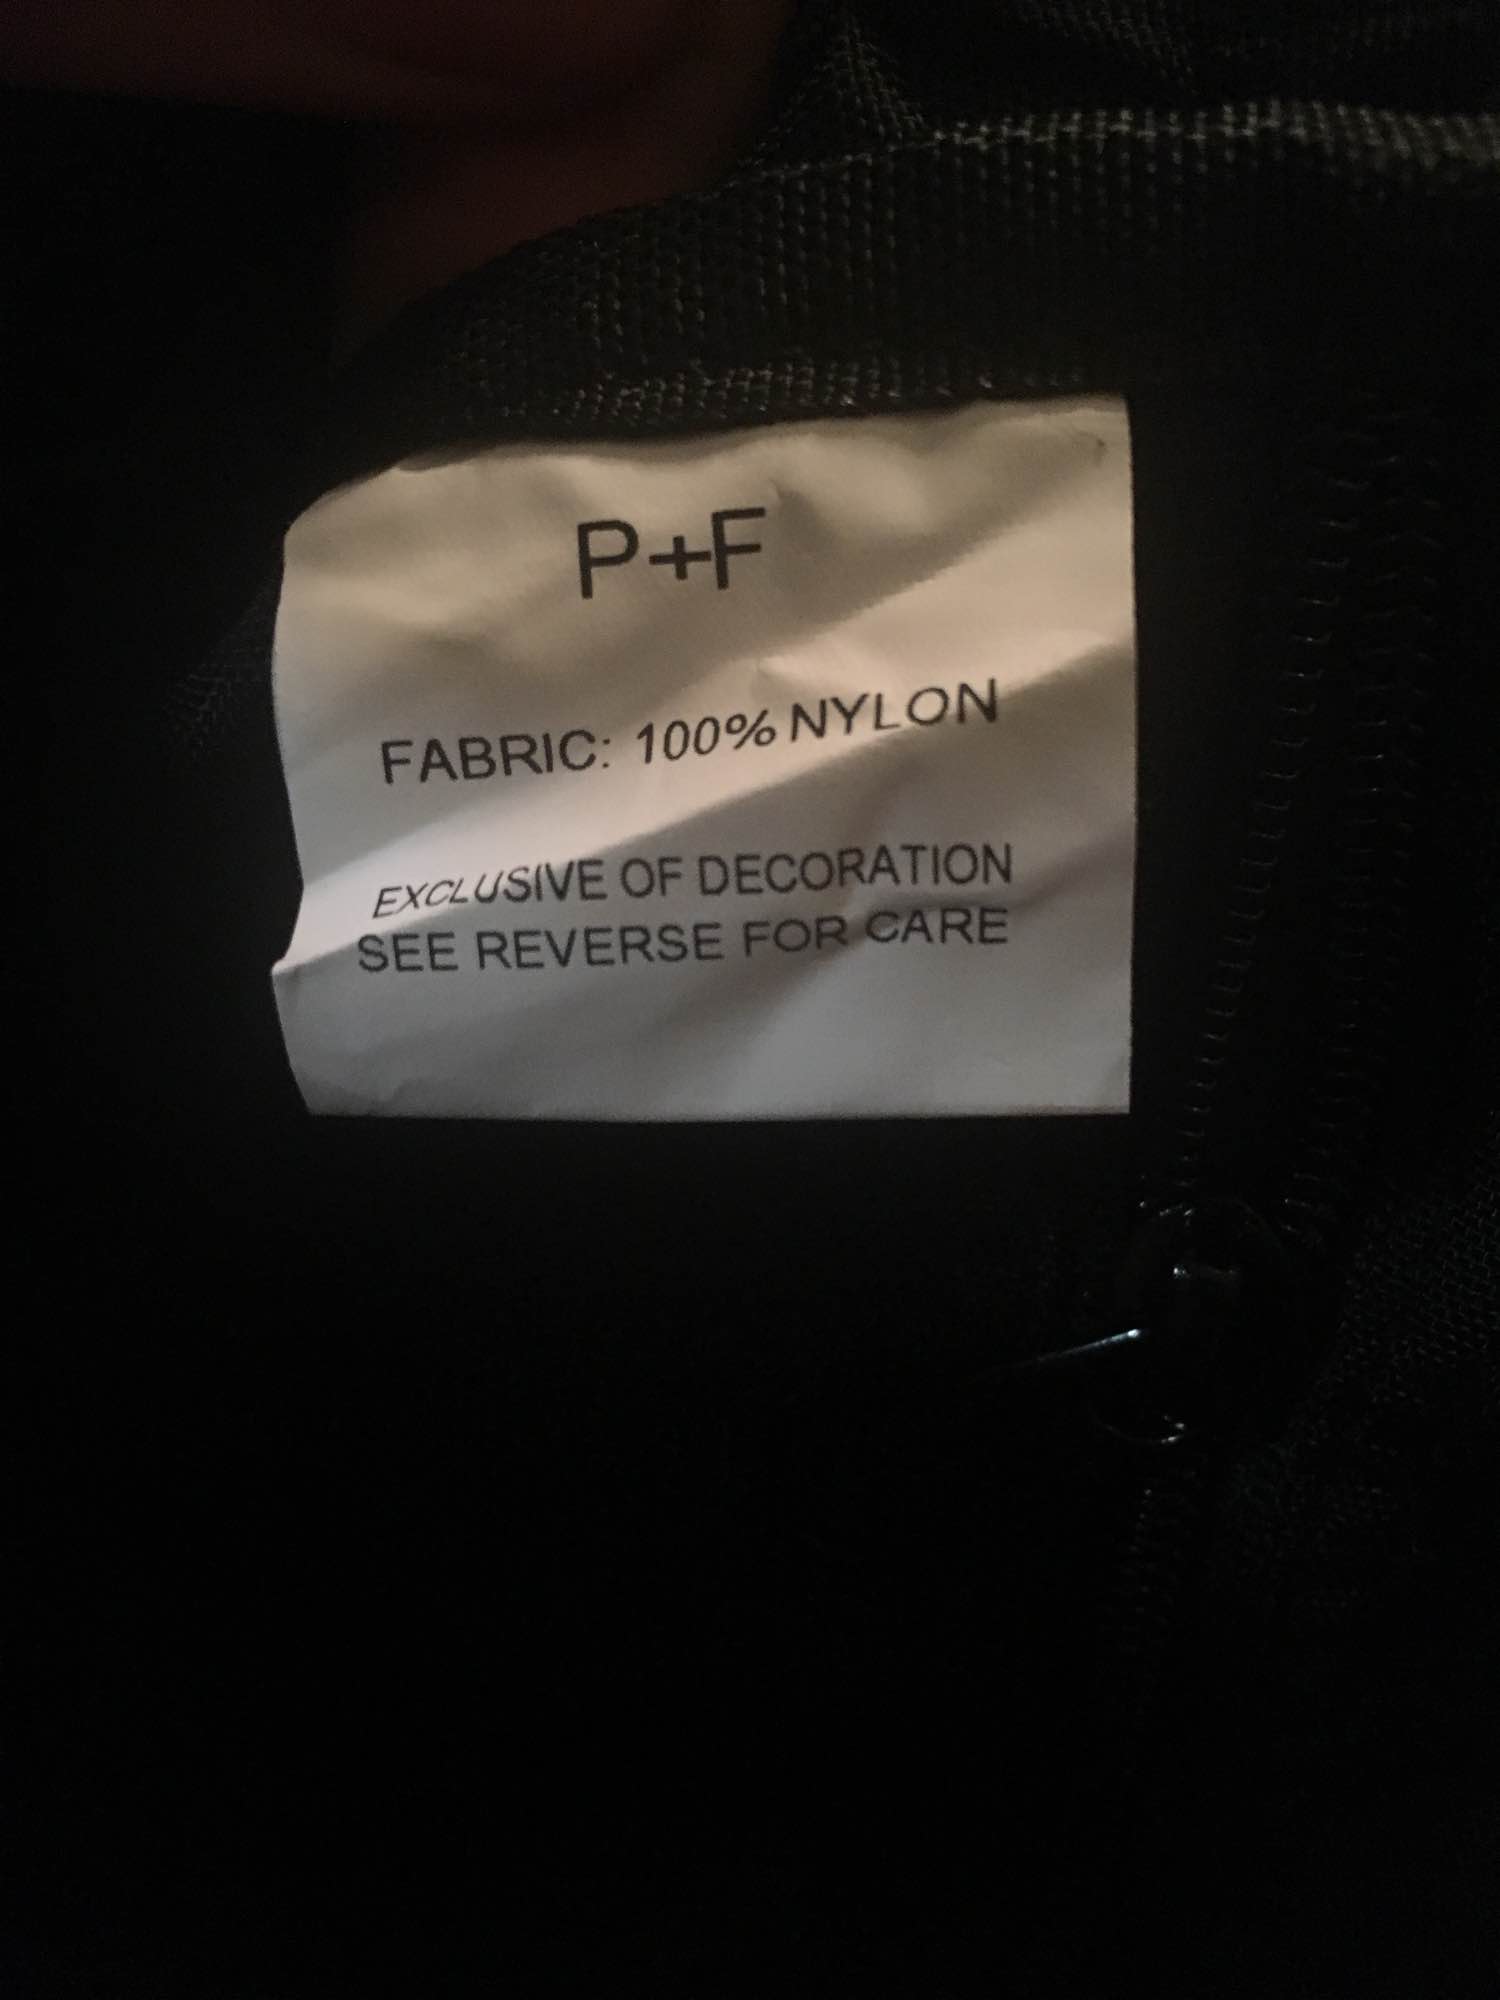 P+F
FABRIC: 100% NYLON
EXCLUSIVE OF DECORATION
SEE REVERSE FOR CARE